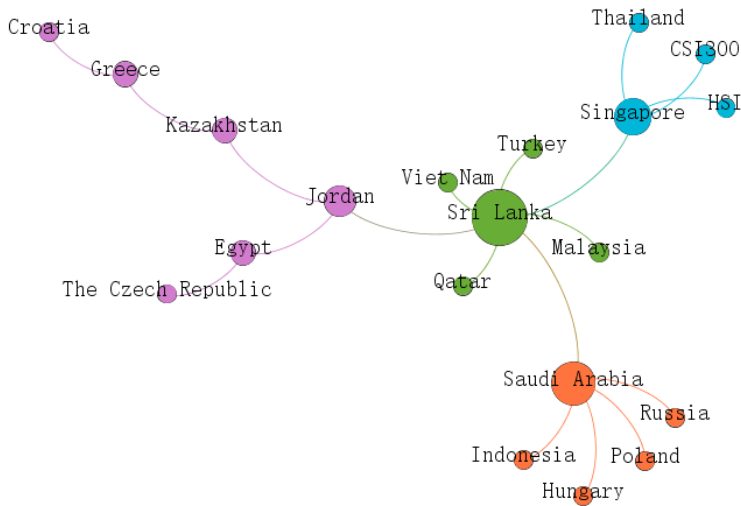 Croatia
Greece
Kazakhstan
Jordan
Egypt
The Czech Republic
Thailand
CSI300
HSI
Singapore
Turkey
Viet Nam
Sri Lanka
Malaysia
Qatar
Saudi Arabia
Russia
Indonesia
Poland
Hungary